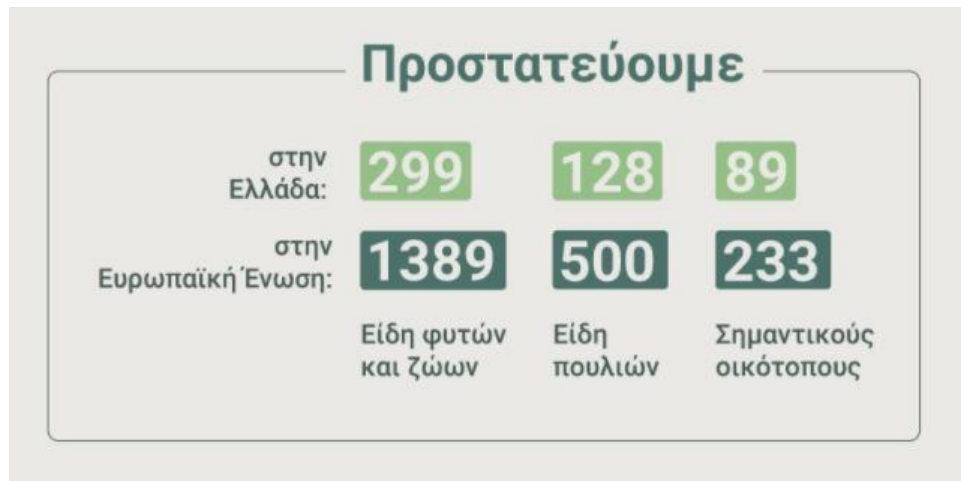 Προστατεύουμε
στην
Ελλάδα:
299 128 89
στην
Ευρωπαϊκή Ένωση:
1389 500 233
Είδη φυτών Είδη Σημαντικούς
και ζώων πουλιών οικότοπους